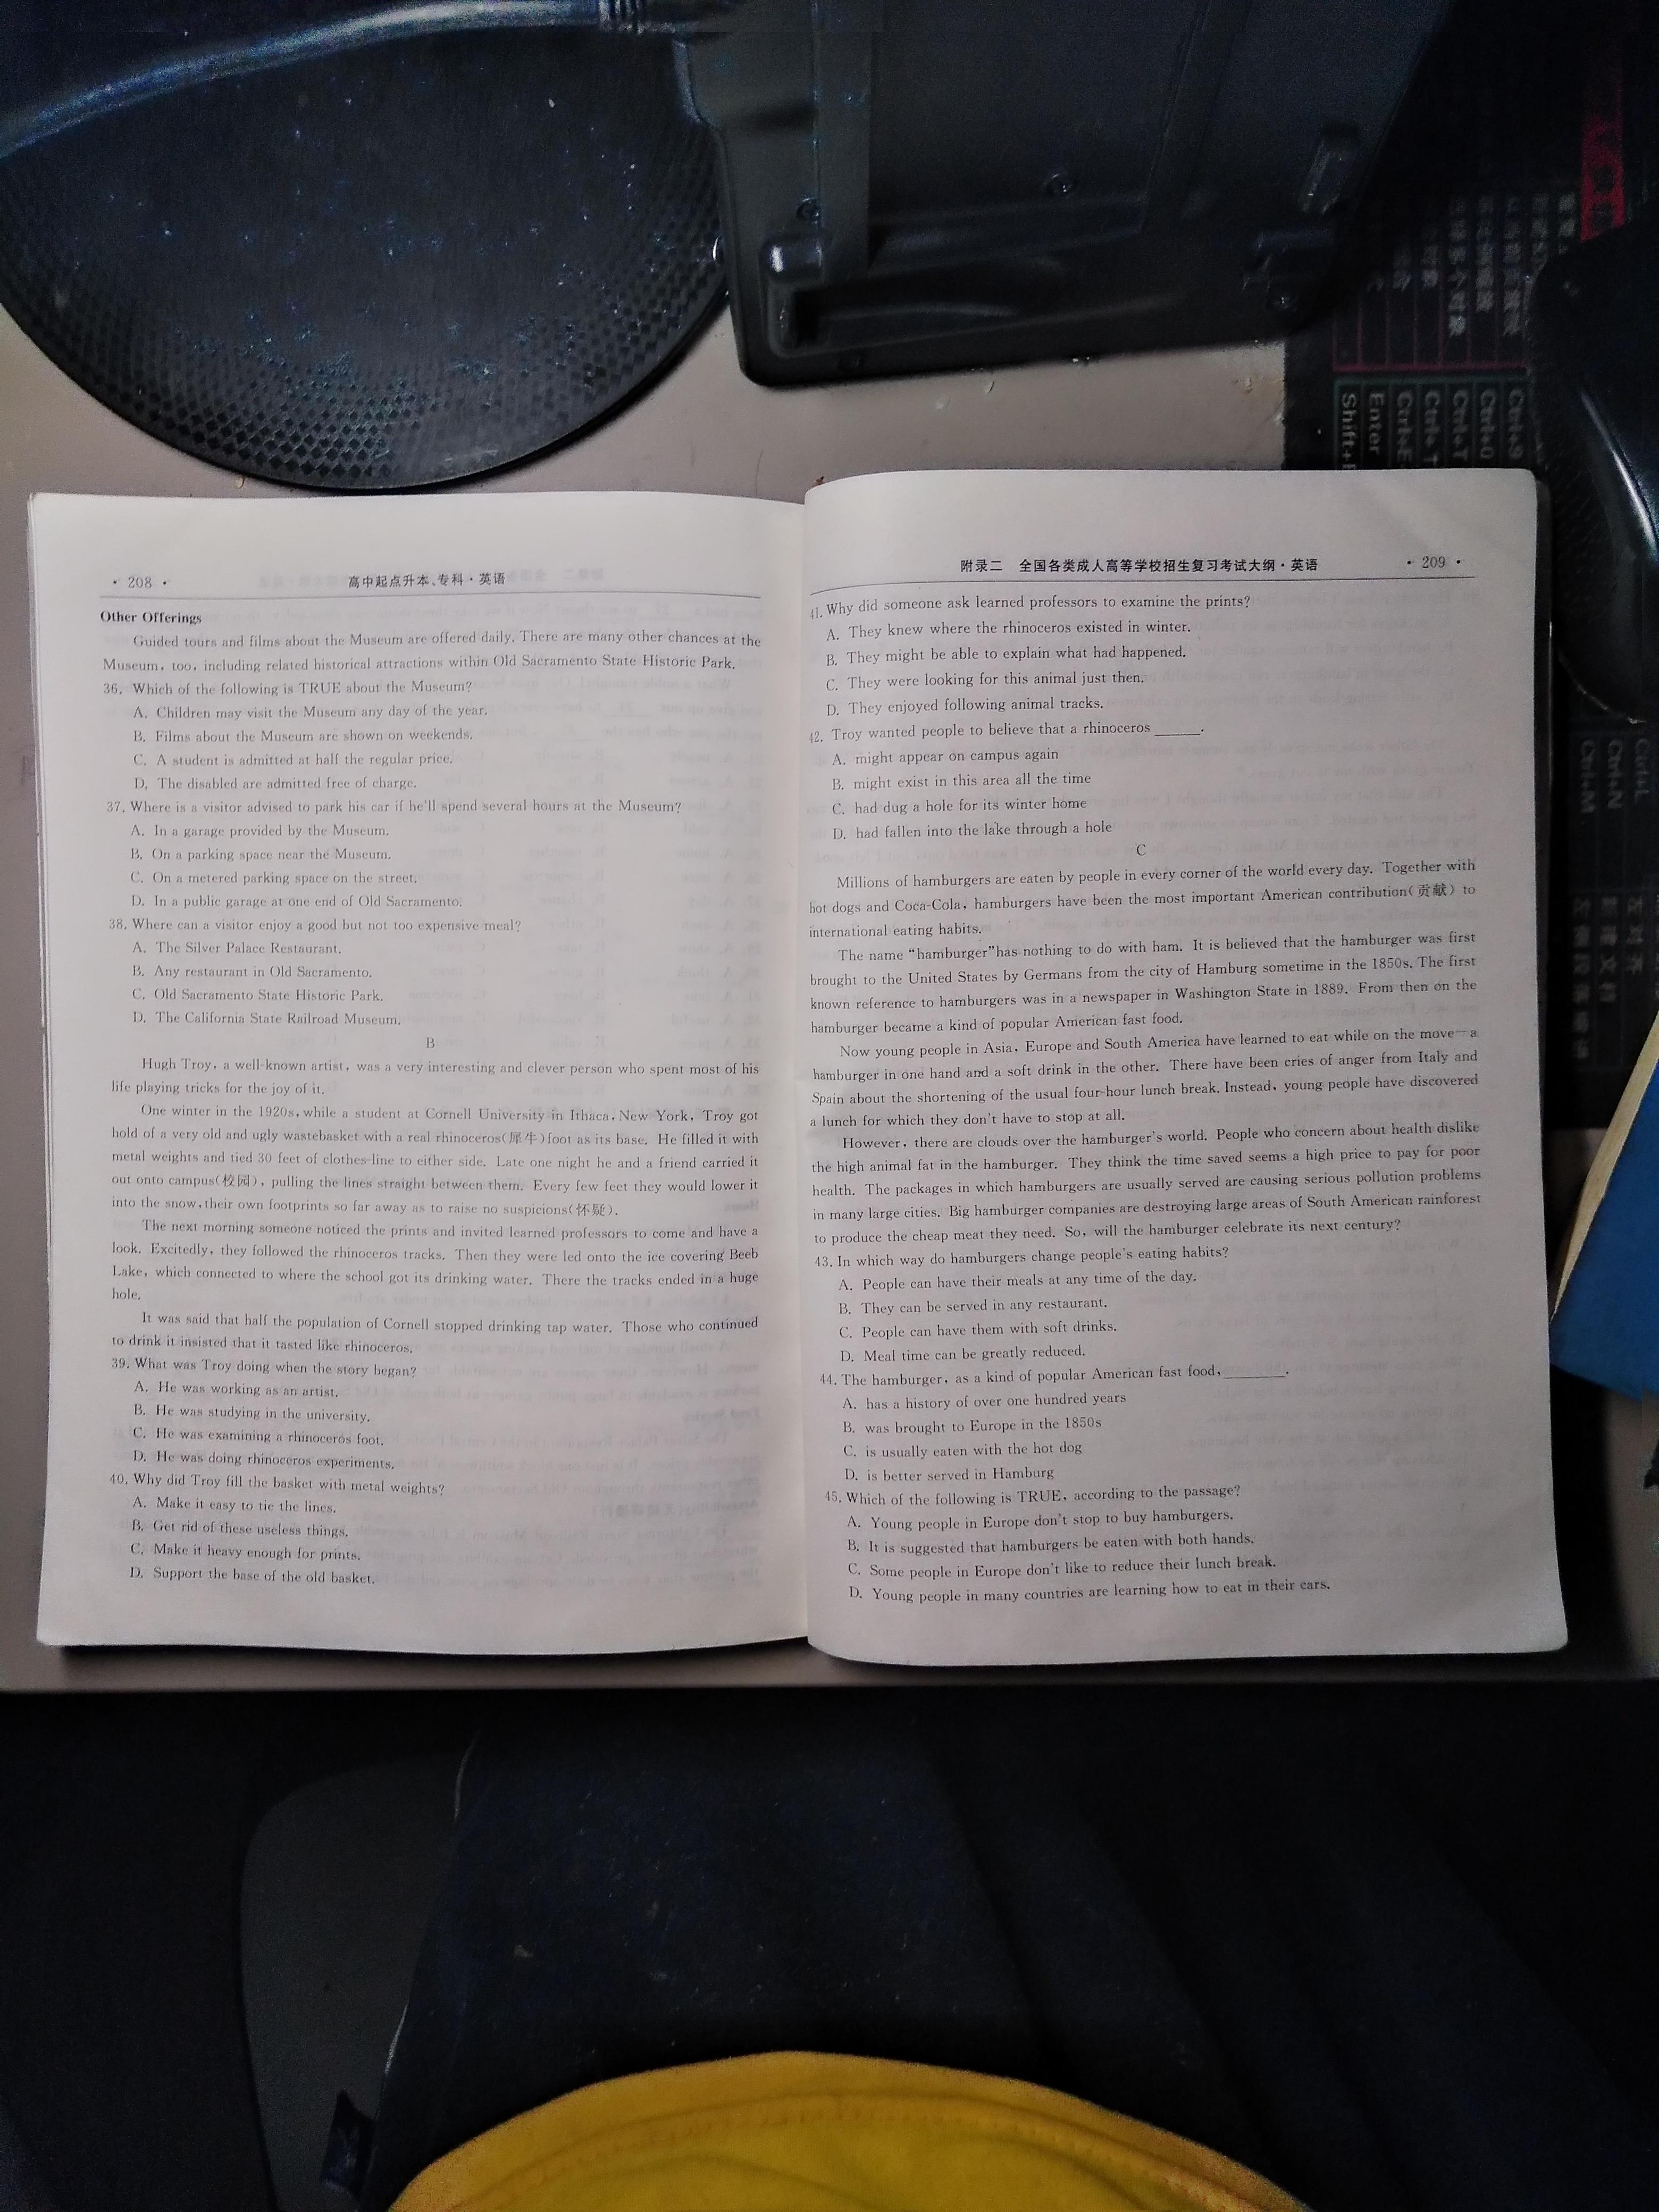 · 208 · 高中起点升本、专科·英语
Other Offerings
Guided tours and films about the Museum are offered daily. There are many other chances at the
Museum, too, including related historical attractions within Old Sacramento State Historic Park.
36. Which of the following is TRUE about the Museum?
A. Children may visit the Museum any day of the year.
B. Films about the Museum are shown on weekends.
C. A student is admitted at half the regular price.
D. The disabled are admitted free of charge.
37. Where is a visitor advised to park his car if he'll spend several hours at the Museum?
A. In a garage provided by the Museum.
B. On a parking space near the Museum.
C. On a metered parking space on the street.
D. In a public garage at one end of Old Sacramento.
38. Where can a visitor enjoy a good but not too expensive meal?
A. The Silver Palace Restaurant.
B. Any restaurant in Old Sacramento.
C. Old Sacramento State Historic Park.
D. The California State Railroad Museum.
B
Hugh Troy, a well-known artist, was a very interesting and clever person who spent most of his
life playing tricks for the joy of it.
One winter in the 1920s, while a student at Cornell University in Ithaca, New York, Troy got
hold of a very old and ugly wastebasket with a real rhinoceros(犀牛)foot as its base. He filled it with
metal weights and tied 30 feet of clothes-line to either side. Late one night he and a friend carried it
out onto campus(校园), pulling the lines straight between them. Every few feet they would lower it
into the snow, their own footprints so far away as to raise no suspicions(怀疑).
The next morning someone noticed the prints and invited learned professors to come and have a
look. Excitedly, they followed the rhinoceros tracks. Then they were led onto the ice covering Beeb
Lake, which connected to where the school got its drinking water. There the tracks ended in a huge
hole.
It was said that half the population of Cornell stopped drinking tap water. Those who continued
to drink it insisted that it tasted like rhinoceros.
39. What was Troy doing when the story began?
A. He was working as an artist.
B. He was studying in the university.
C. He was examining a rhinoceros foot.
D. He was doing rhinoceros experiments.
40. Why did Troy fill the basket with metal weights?
A. Make it easy to tie the lines.
B. Get rid of these useless things.
C. Make it heavy enough for prints.
D. Support the base of the old basket.
附录二 全国各类成人高等学校招生复习考试大纲·英语 · 209 ·
41. Why did someone ask learned professors to examine the prints?
A. They knew where the rhinoceros existed in winter.
B. They might be able to explain what had happened.
C. They were looking for this animal just then.
D. They enjoyed following animal tracks.
42. Troy wanted people to believe that a rhinoceros ______.
A. might appear on campus again
B. might exist in this area all the time
C. had dug a hole for its winter home
D. had fallen into the lake through a hole
C
Millions of hamburgers are eaten by people in every corner of the world every day. Together with
hot dogs and Coca-Cola, hamburgers have been the most important American contribution(贡献) to
international eating habits.
The name "hamburger"has nothing to do with ham. It is believed that the hamburger was first
brought to the United States by Germans from the city of Hamburg sometime in the 1850s. The first
known reference to hamburgers was in a newspaper in Washington State in 1889. From then on the
hamburger became a kind of popular American fast food.
Now young people in Asia, Europe and South America have learned to eat while on the move—a
hamburger in one hand and a soft drink in the other. There have been cries of anger from Italy and
Spain about the shortening of the usual four-hour lunch break. Instead, young people have discovered
a lunch for which they don't have to stop at all.
However, there are clouds over the hamburger's world. People who concern about health dislike
the high animal fat in the hamburger. They think the time saved seems a high price to pay for poor
health. The packages in which hamburgers are usually served are causing serious pollution problems
in many large cities. Big hamburger companies are destroying large areas of South American rainforest
to produce the cheap meat they need. So, will the hamburger celebrate its next century?
43. In which way do hamburgers change people's eating habits?
A. People can have their meals at any time of the day.
B. They can be served in any restaurant.
C. People can have them with soft drinks.
D. Meal time can be greatly reduced.
44. The hamburger, as a kind of popular American fast food, ________.
A. has a history of over one hundred years
B. was brought to Europe in the 1850s
C. is usually eaten with the hot dog
D. is better served in Hamburg
45. Which of the following is TRUE, according to the passage?
A. Young people in Europe don't stop to buy hamburgers.
B. It is suggested that hamburgers be eaten with both hands.
C. Some people in Europe don't like to reduce their lunch break.
D. Young people in many countries are learning how to eat in their cars.
Ctrl+9
Ctrl+0
Ctrl+T
Enter
Ctrl+L
Ctrl+N
Ctrl+M